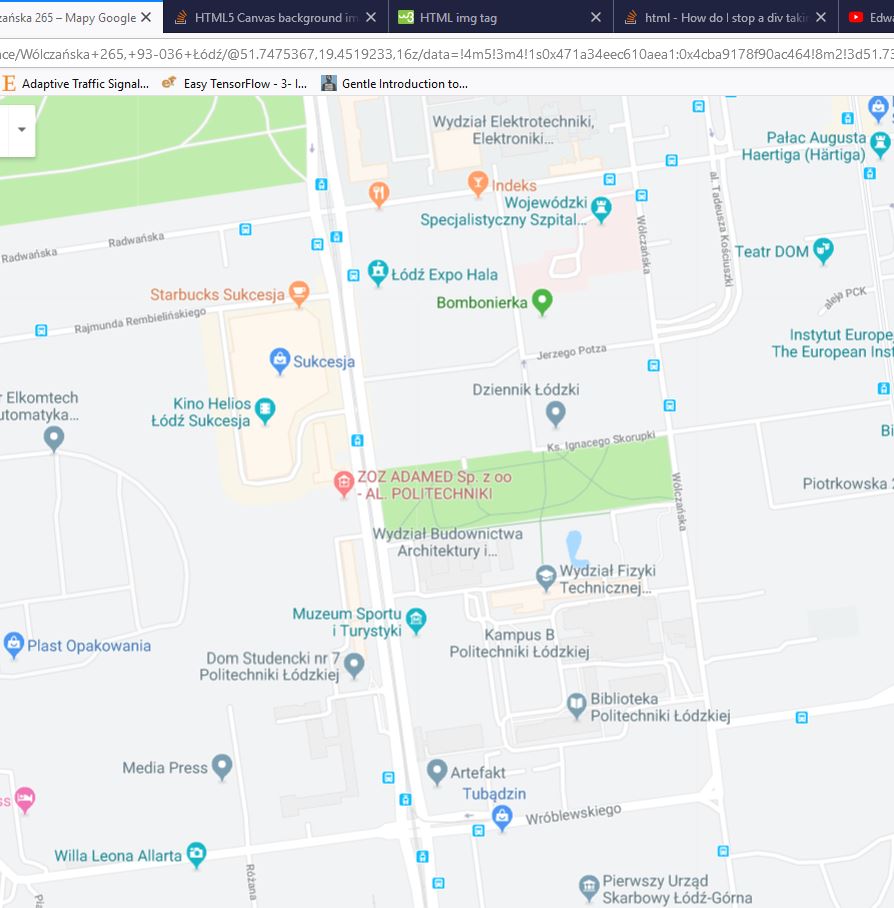 zańska 265 – Mapy Google
HTML5 Canvas background im
HTML img tag
html - How do I stop a div takin
Edwa
ce/Wólczańska+265,+93-036+Łódź/@51.7475367,19.4519233,16z/data=!4m5!3m4!1s0x471a34eec610aea1:0x4cba9178f90ac464!8m2!3d51.73
Adaptive Traffic Signal...
Easy TensorFlow - 3- I...
Gentle Introduction to...
Wydział Elektrotechniki,
Elektroniki...
Pałac Augusta
Haertiga (Härtiga)
Indeks
Wojewódzki
Specjalistyczny Szpital...
al. Tadeusza Kościuszki
Wólczańska
Radwańska
Radwańska
Teatr DOM
Łódź Expo Hala
Starbucks Sukcesja
Bombonierka
aleja PCK
Rajmunda Rembielińskiego
Instytut Europej
The European Inst
Jerzego Potza
Sukcesja
Dziennik Łódzki
r Elkomtech
utomatyka...
Kino Helios
Łódź Sukcesja
Ks. Ignacego Skorupki
Bi
ZOZ ADAMED Sp. z oo
- AL. POLITECHNIKI
Wólczańska
Piotrkowska 2
Wydział Budownictwa
Architektury i...
Wydział Fizyki
Technicznej...
Muzeum Sportu
i Turystyki
Kampus B
Politechniki Łódzkiej
Plast Opakowania
Dom Studencki nr 7
Politechniki Łódzkiej
Biblioteka
Politechniki Łódzkiej
Media Press
Artefakt
Tubądzin
ss
Wróblewskiego
Willa Leona Allarta
Różana
Pierwszy Urząd
Skarbowy Łódź-Górna